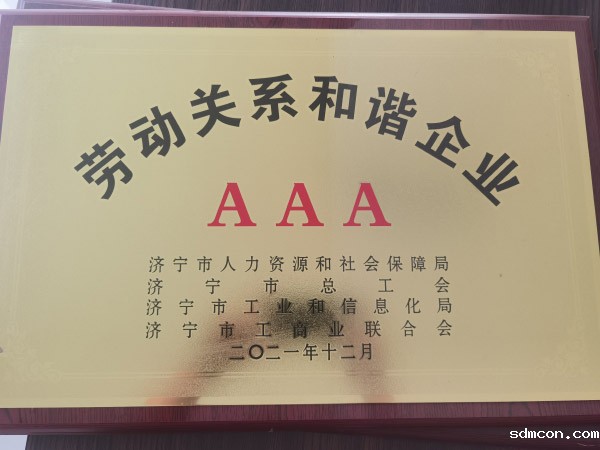 劳动关系和谐企业
AAA
济宁市人力资源和社会保障局
济宁市总工会
济宁市工业和信息化局
济宁市工商业联合会
二〇二一年十二月
sdmcon.com